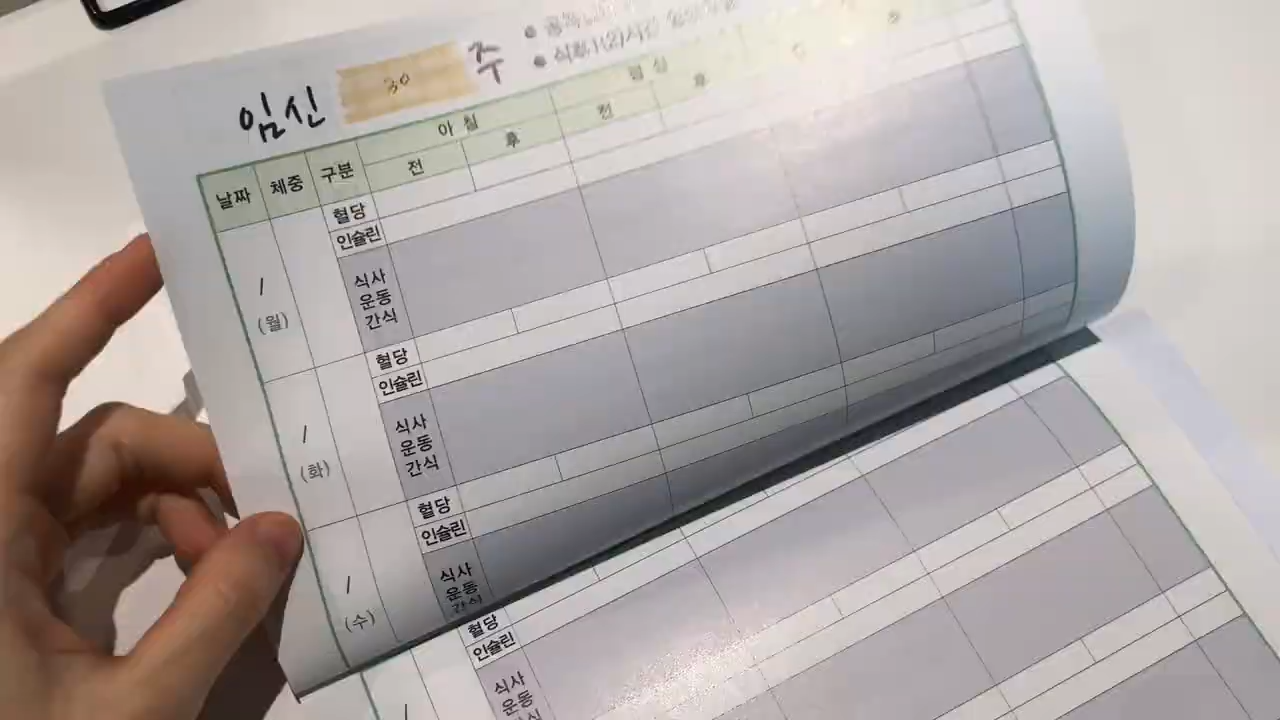 임신 30 주
날짜 체중 구분 아침 점심
전 후 전 후
혈당
인슐린
/
(월)
식사
운동
간식
혈당
인슐린
/
(화)
식사
운동
간식
혈당
인슐린
/
(수)
식사
운동
간식
혈당
인슐린
/
식사
운동